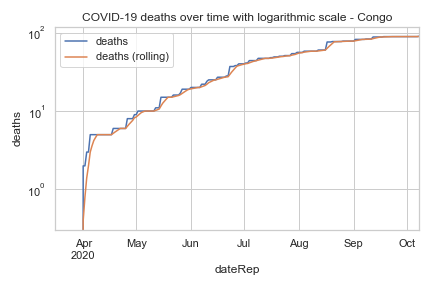 COVID-19 deaths over time with logarithmic scale - Congo
deaths
deaths (rolling)
10²
10¹
10⁰
deaths
Apr
2020
May
Jun
Jul
Aug
Sep
Oct
dateRep